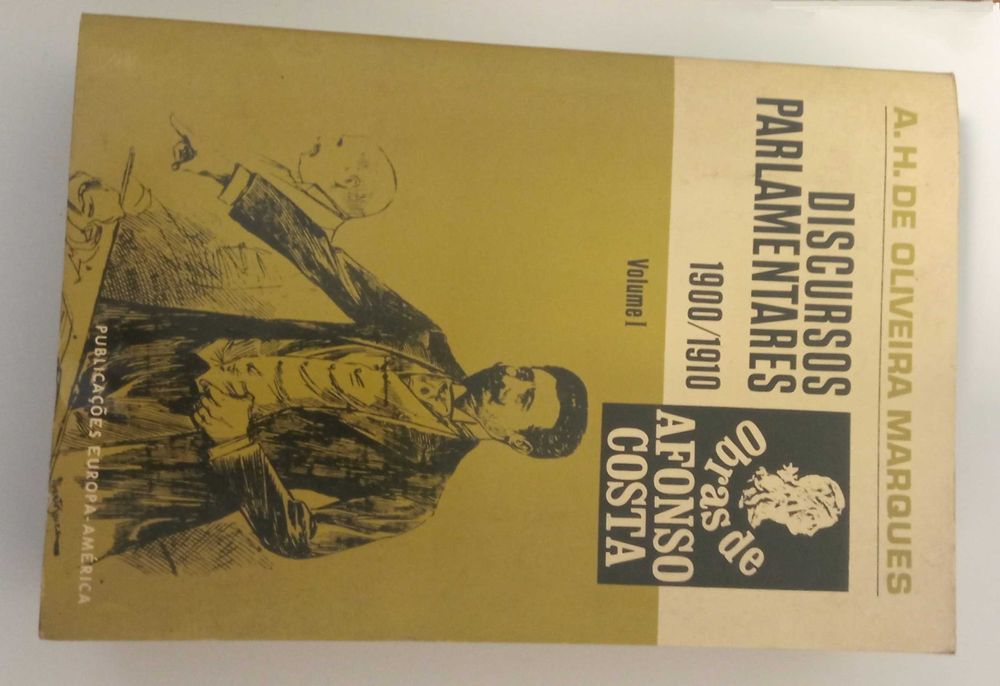 A. H. DE OLIVEIRA MARQUES
DISCURSOS
PARLAMENTARES
1900/1910
Obras de
AFONSO
COSTA
Volume I
PUBLICAÇÕES EUROPA-AMÉRICA